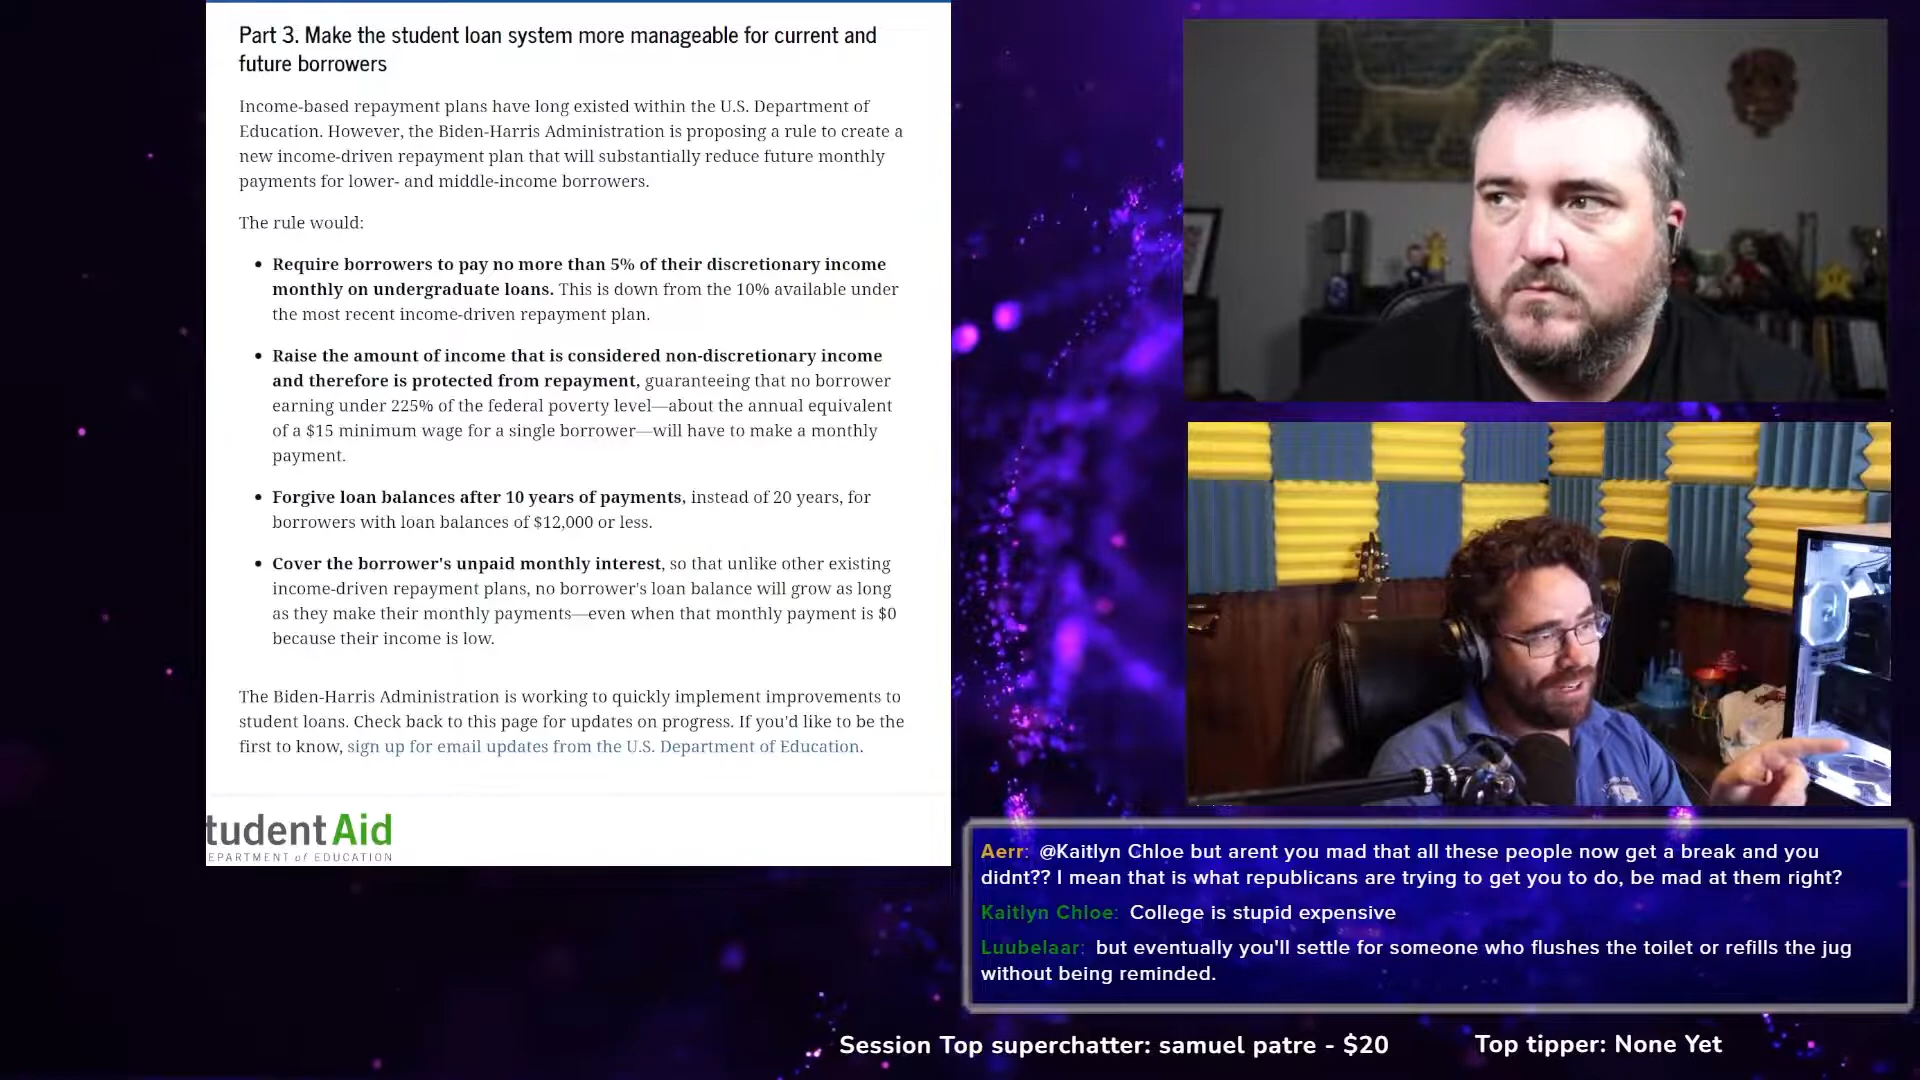 Part 3. Make the student loan system more manageable for current and
future borrowers
Income-based repayment plans have long existed within the U.S. Department of
Education. However, the Biden-Harris Administration is proposing a rule to create a
new income-driven repayment plan that will substantially reduce future monthly
payments for lower- and middle-income borrowers.
The rule would:
• Require borrowers to pay no more than 5% of their discretionary income
monthly on undergraduate loans. This is down from the 10% available under
the most recent income-driven repayment plan.
• Raise the amount of income that is considered non-discretionary income
and therefore is protected from repayment, guaranteeing that no borrower
earning under 225% of the federal poverty level—about the annual equivalent
of a $15 minimum wage for a single borrower—will have to make a monthly
payment.
• Forgive loan balances after 10 years of payments, instead of 20 years, for
borrowers with loan balances of $12,000 or less.
• Cover the borrower's unpaid monthly interest, so that unlike other existing
income-driven repayment plans, no borrower's loan balance will grow as long
as they make their monthly payments—even when that monthly payment is $0
because their income is low.
The Biden-Harris Administration is working to quickly implement improvements to
student loans. Check back to this page for updates on progress. If you'd like to be the
first to know, sign up for email updates from the U.S. Department of Education.
tudentAid
EPARTMENT of EDUCATION
Aerr: @Kaitlyn Chloe but arent you mad that all these people now get a break and you
didnt?? I mean that is what republicans are trying to get you to do, be mad at them right?
Kaitlyn Chloe: College is stupid expensive
Luubelaar: but eventually you'll settle for someone who flushes the toilet or refills the jug
without being reminded.
Session Top superchatter: samuel patre - $20
Top tipper: None Yet